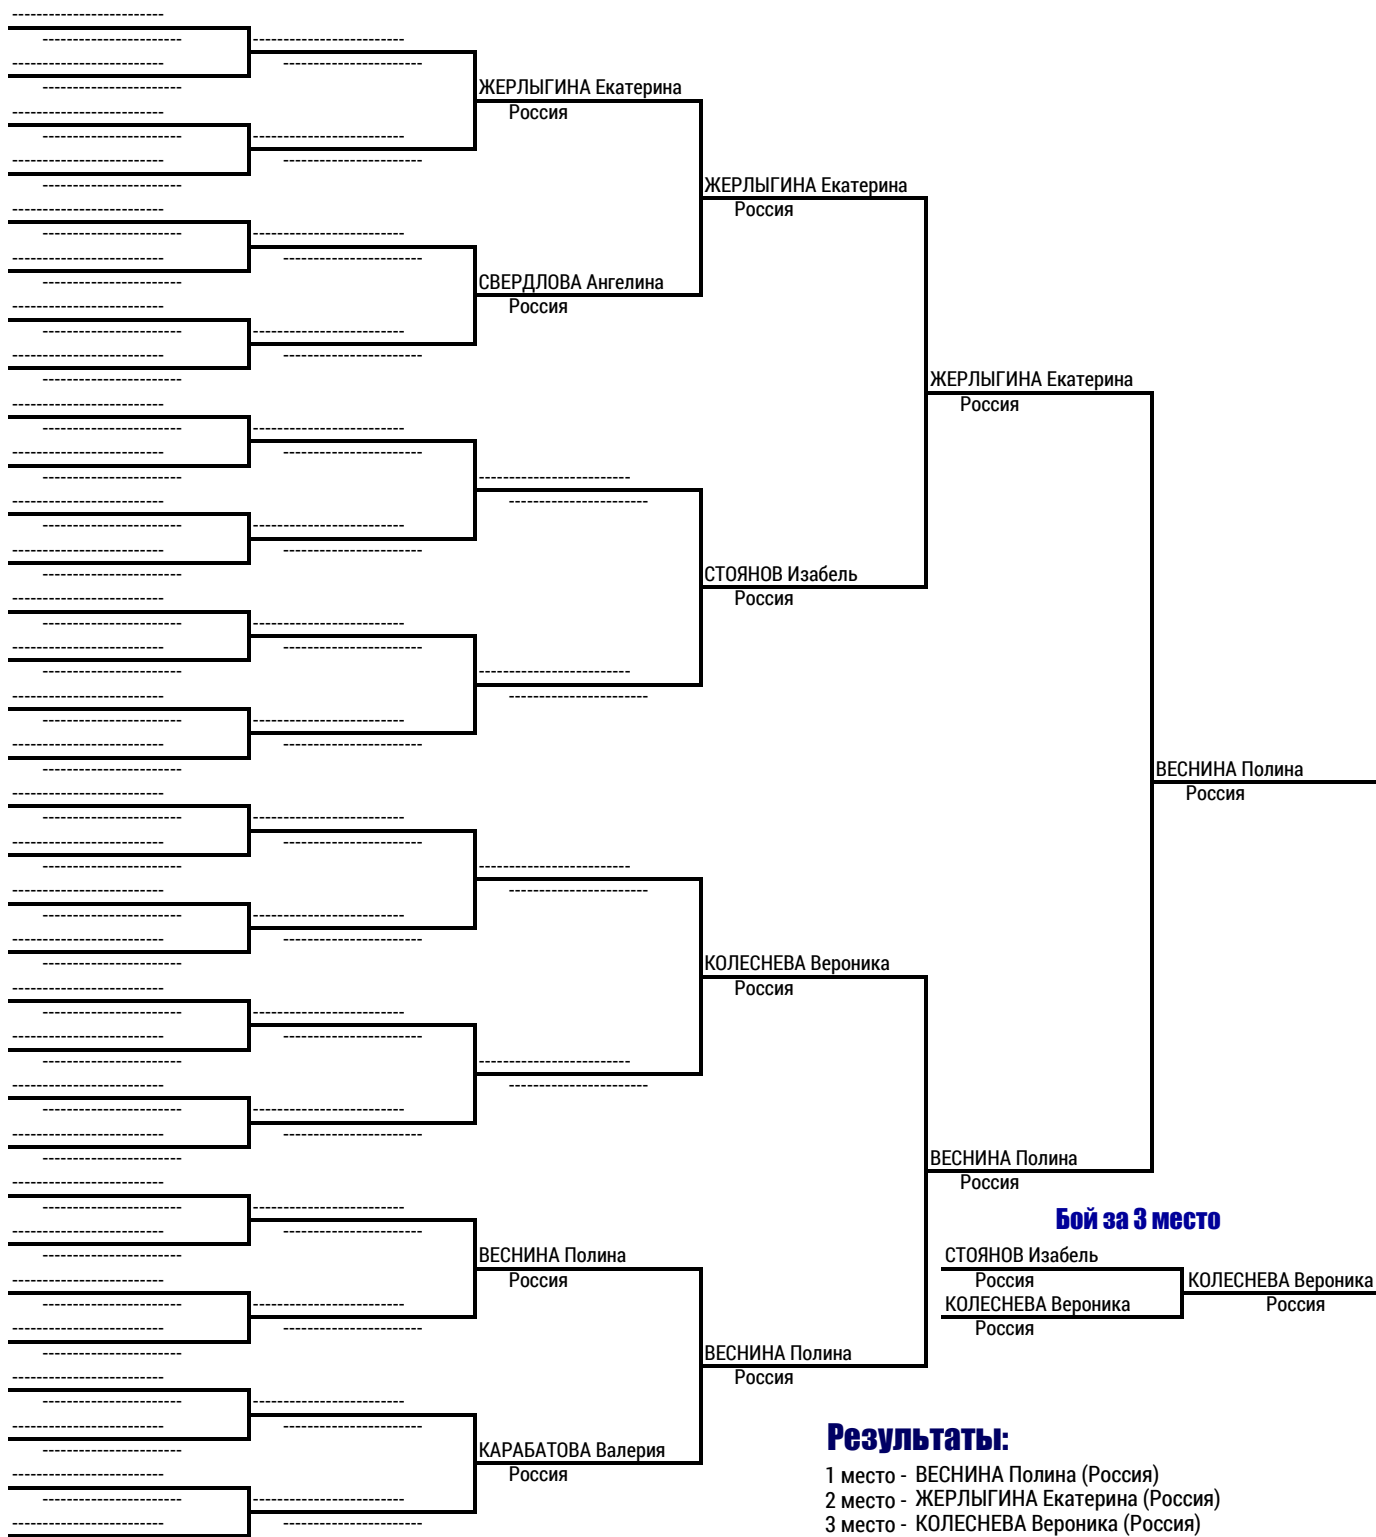 ЖЕРЛЫГИНА Екатерина
Россия
ЖЕРЛЫГИНА Екатерина
Россия
СВЕРДЛОВА Ангелина
Россия
ЖЕРЛЫГИНА Екатерина
Россия
СТОЯНОВ Изабель
Россия
ВЕСНИНА Полина
Россия
КОЛЕСНЕВА Вероника
Россия
ВЕСНИНА Полина
Россия
Бой за 3 место
СТОЯНОВ Изабель
Россия
КОЛЕСНЕВА Вероника
Россия
КОЛЕСНЕВА Вероника
Россия
ВЕСНИНА Полина
Россия
ВЕСНИНА Полина
Россия
КАРАБАТОВА Валерия
Россия
Результаты:
1 место - ВЕСНИНА Полина (Россия)
2 место - ЖЕРЛЫГИНА Екатерина (Россия)
3 место - КОЛЕСНЕВА Вероника (Россия)